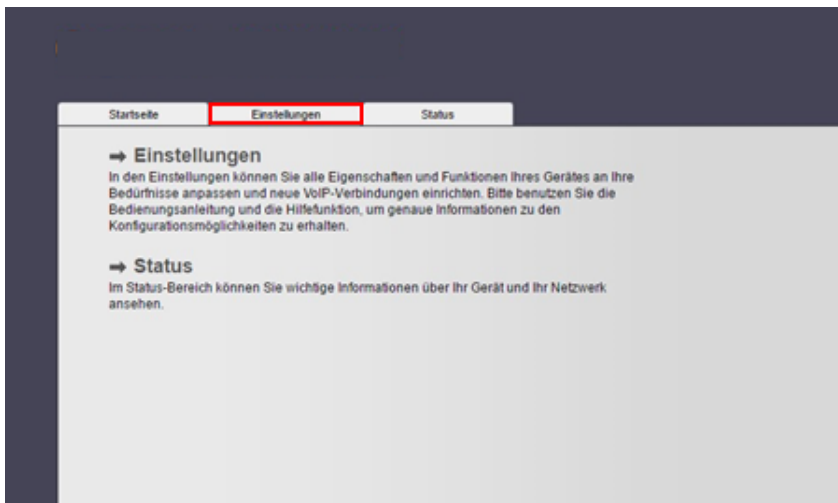 Startseite Einstellungen Status
➡ Einstellungen
In den Einstellungen können Sie alle Eigenschaften und Funktionen Ihres Gerätes an Ihre
Bedürfnisse anpassen und neue VoIP-Verbindungen einrichten. Bitte benutzen Sie die
Bedienungsanleitung und die Hilfefunktion, um genaue Informationen zu den
Konfigurationsmöglichkeiten zu erhalten.
➡ Status
Im Status-Bereich können Sie wichtige Informationen über Ihr Gerät und Ihr Netzwerk
ansehen.